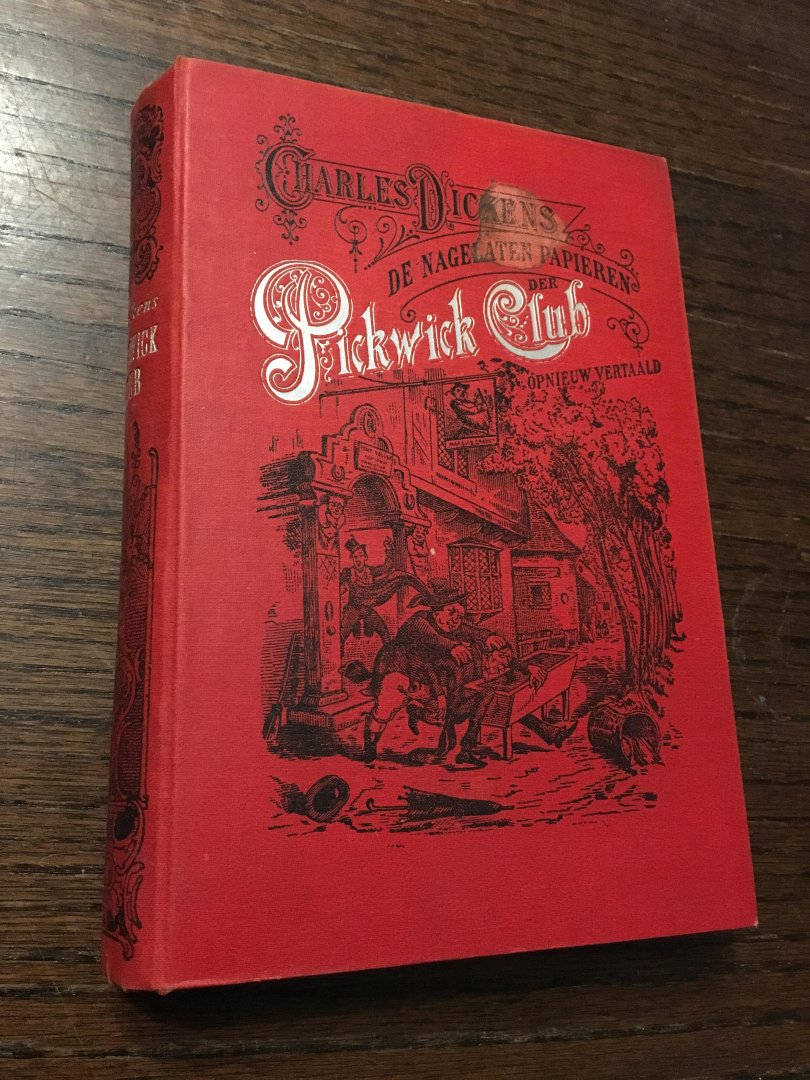 CHARLES DICKENS
DE NAGELATEN PAPIEREN
DER
Pickwick Club
OPNIEUW VERTAALD